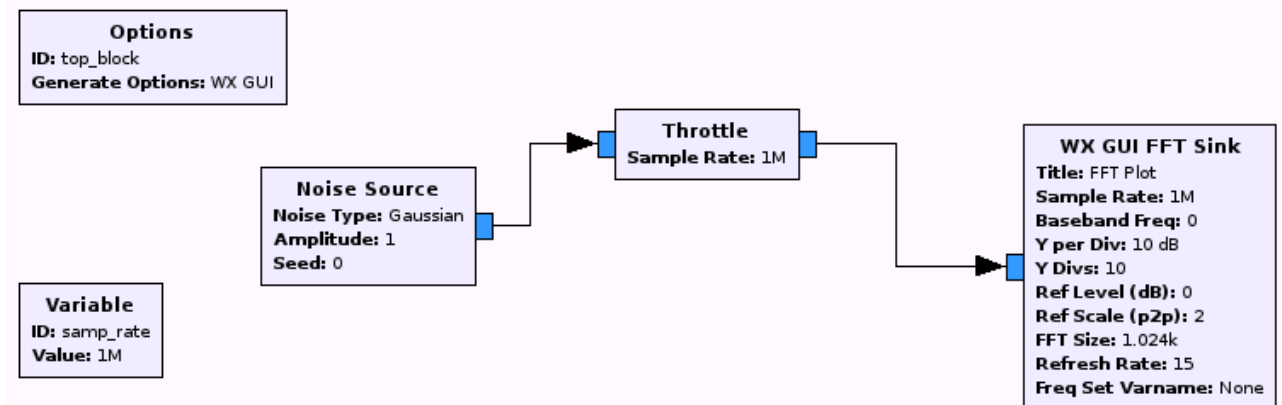 Options
ID: top_block
Generate Options: WX GUI
Noise Source
Noise Type: Gaussian
Amplitude: 1
Seed: 0
Variable
ID: samp_rate
Value: 1M
Throttle
Sample Rate: 1M
WX GUI FFT Sink
Title: FFT Plot
Sample Rate: 1M
Baseband Freq: 0
Y per Div: 10 dB
Y Divs: 10
Ref Level (dB): 0
Ref Scale (p2p): 2
FFT Size: 1.024k
Refresh Rate: 15
Freq Set Varname: None